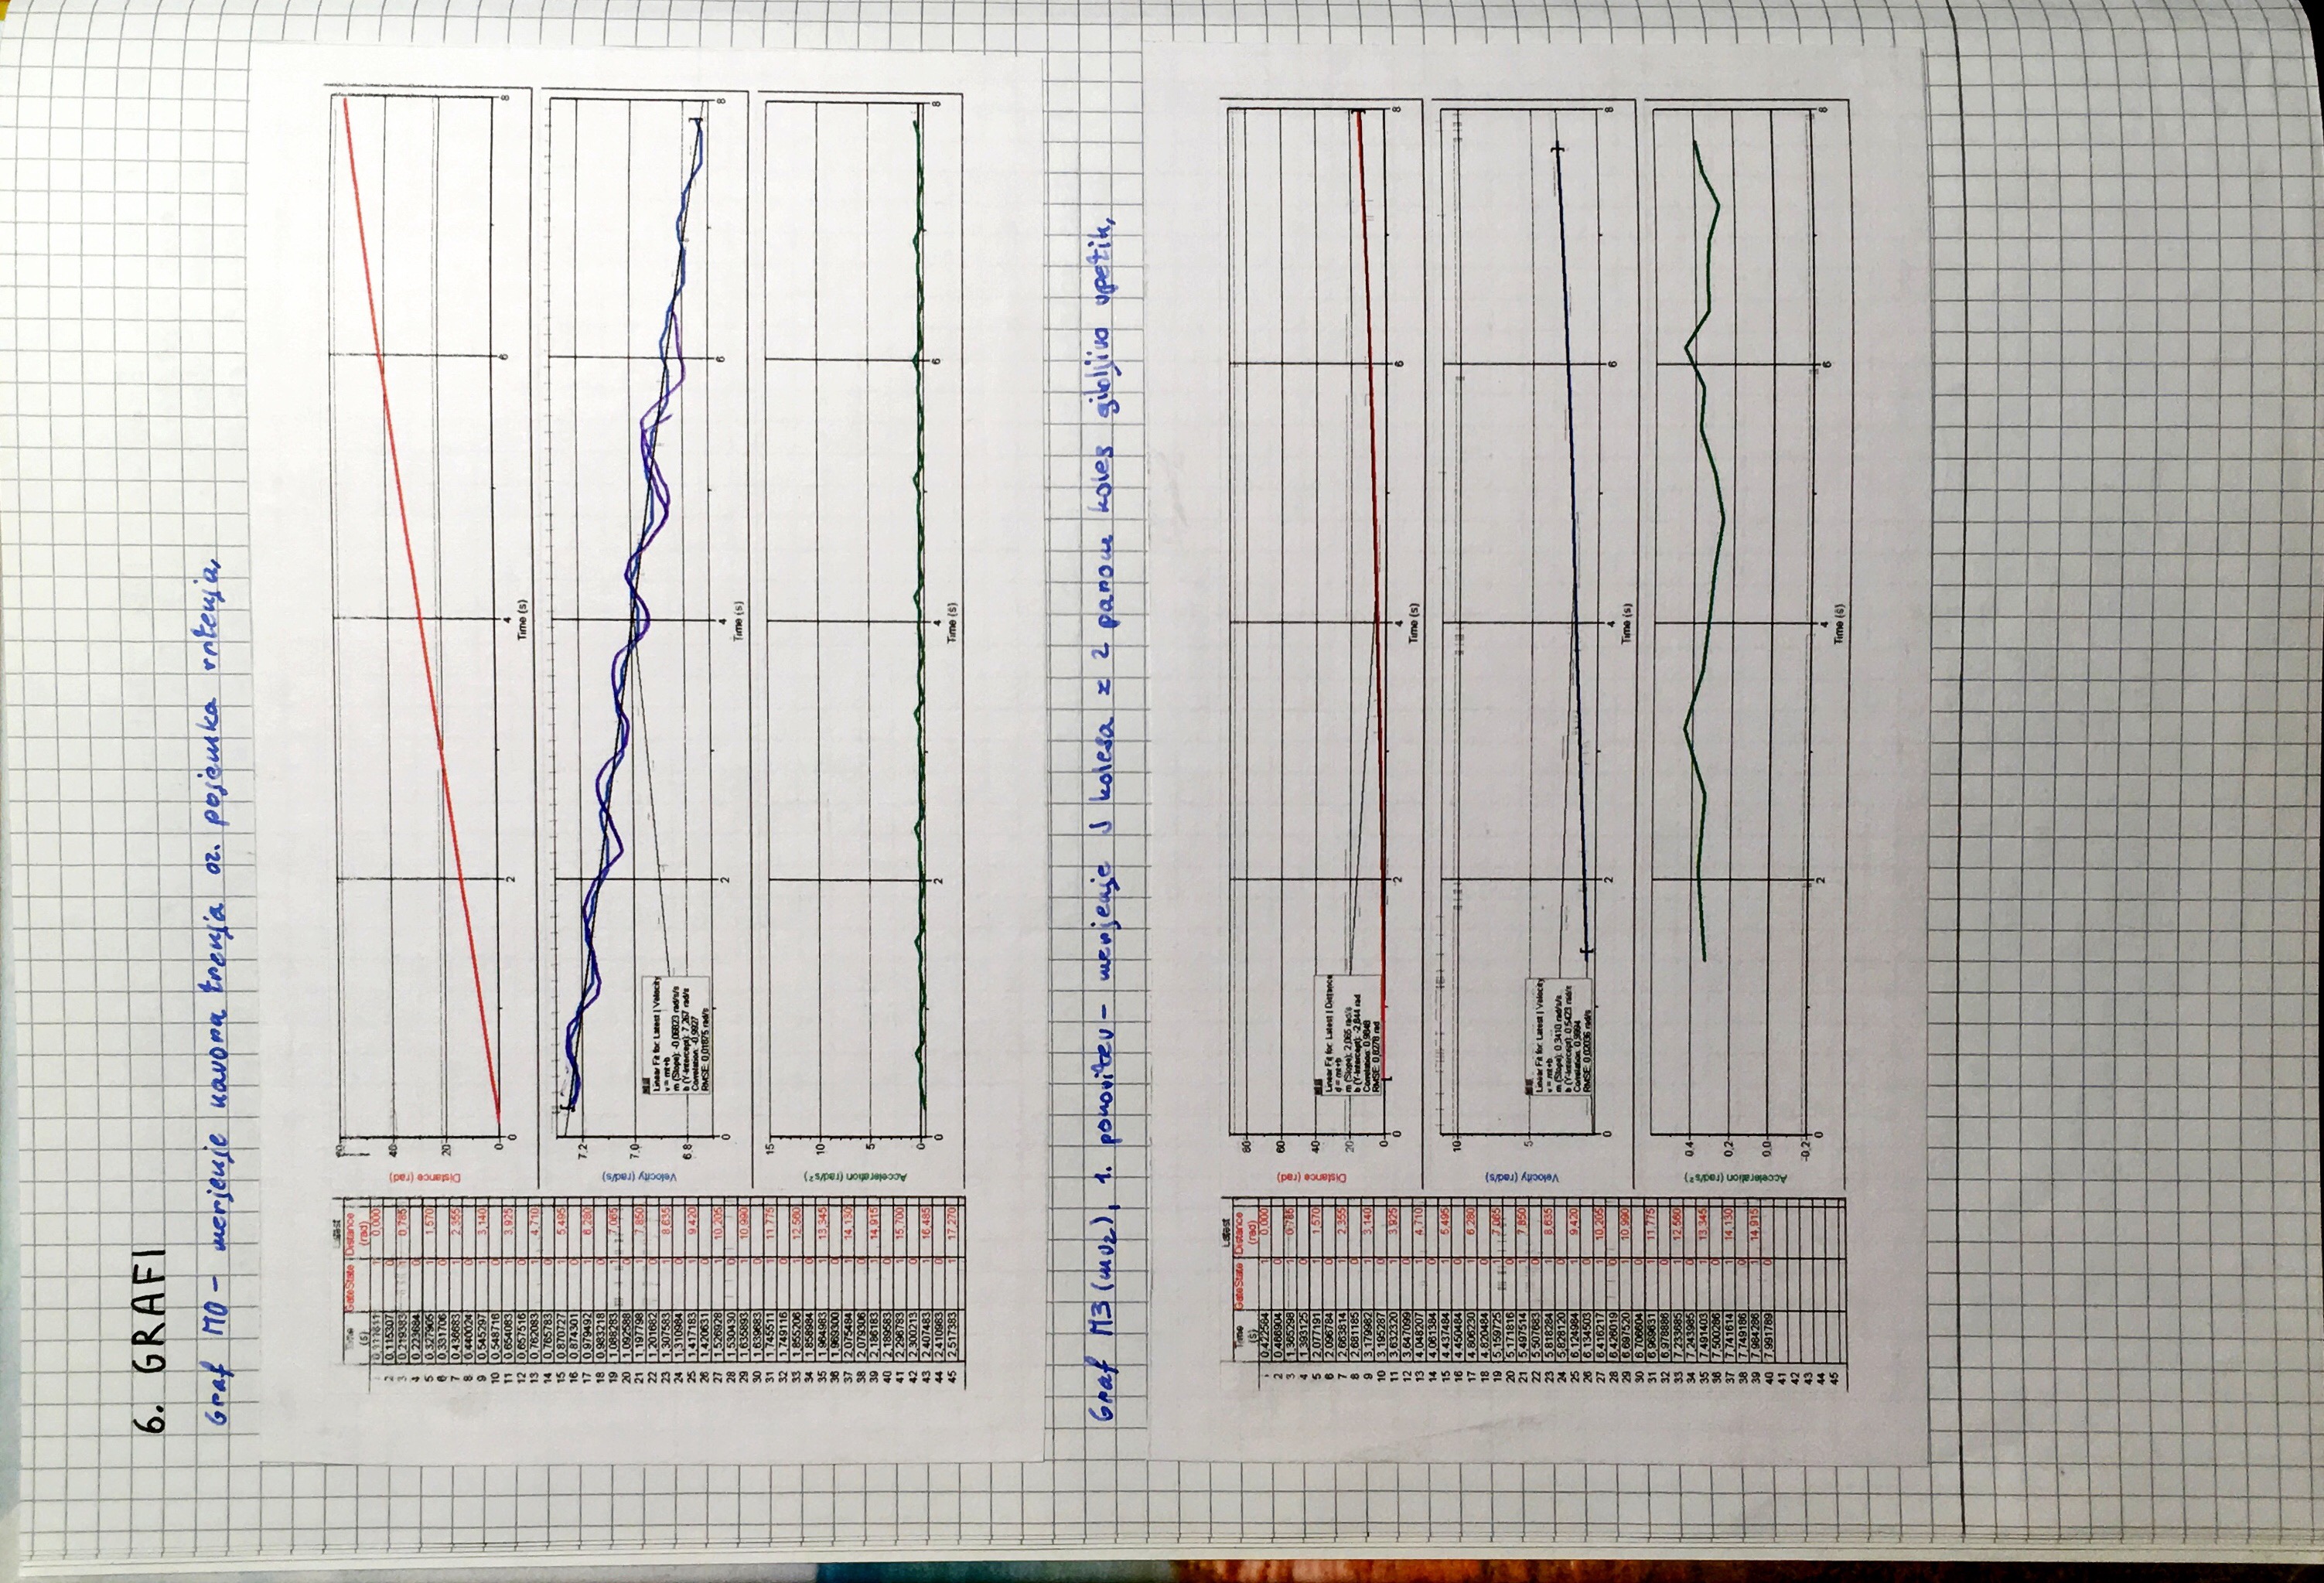 6. GRAFI
Graf M0 - merjenje navora trenja oz. pojemka vrtenja,
Latest
Time GateState Distance
(s) (rad)
1 0,111611 1 0,000
2 0,115307 0
3 0,219383 1 0,785
4 0,223684 0
5 0,327905 1 1,570
6 0,331706 0
7 0,436683 1 2,355
8 0,440024 0
9 0,545297 1 3,140
10 0,548716 0
11 0,654083 1 3,925
12 0,657516 0
13 0,762083 1 4,710
14 0,765783 0
15 0,870727 1 5,495
16 0,874301 0
17 0,979492 1 6,280
18 0,983218 0
19 1,088283 1 7,065
20 1,092588 0
21 1,197798 1 7,850
22 1,201682 0
23 1,307583 1 8,635
24 1,310984 0
25 1,417183 1 9,420
26 1,420631 0
27 1,526928 1 10,205
28 1,530430 0
29 1,635893 1 10,990
30 1,639683 0
31 1,745511 1 11,775
32 1,749116 0
33 1,855206 1 12,560
34 1,858984 0
35 1,964983 1 13,345
36 1,969300 0
37 2,075484 1 14,130
38 2,079306 0
39 2,186183 1 14,915
40 2,189583 0
41 2,296783 1 15,700
42 2,300213 0
43 2,407483 1 16,485
44 2,410983 0
45 2,517383 1 17,270
Distance (rad)
40
20
0
0 2 4 6 8
Time (s)
Velocity (rad/s)
7,2
7,0
6,8
Linear Fit for: Latest | Velocity
v = mt+b
m (Slope): -0,06823 rad/s/s
b (Y-Intercept): 7,267 rad/s
Correlation: -0,9927
RMSE: 0,01875 rad/s
0 2 4 6 8
Time (s)
Acceleration (rad/s²)
15
10
5
0
0 2 4 6 8
Time (s)
Graf M3 (mv2), 1. ponovitev - merjenje J kolesa z 2 parom koles gibljivo vpetih,
Latest
Time GateState Distance
(s) (rad)
1 0,422564 1 0,000
2 0,466904 0
3 1,365298 1 0,785
4 1,393125 0
5 2,077191 1 1,570
6 2,096784 0
7 2,663814 1 2,355
8 2,681185 0
9 3,179982 1 3,140
10 3,195287 0
11 3,632320 1 3,925
12 3,647099 0
13 4,048207 1 4,710
14 4,061384 0
15 4,437484 1 5,495
16 4,450484 0
17 4,806230 1 6,280
18 4,820484 0
19 5,159725 1 7,065
20 5,171816 0
21 5,497514 1 7,850
22 5,507683 0
23 5,818284 1 8,635
24 5,828120 0
25 6,124984 1 9,420
26 6,134503 0
27 6,416217 1 10,205
28 6,426019 0
29 6,697520 1 10,990
30 6,706604 0
31 6,969631 1 11,775
32 6,978886 0
33 7,233685 1 12,560
34 7,243985 0
35 7,491403 1 13,345
36 7,500286 0
37 7,741614 1 14,130
38 7,749186 0
39 7,984286 1 14,915
40 7,991789 0
41
42
43
44
45
Distance (rad)
80
60
40
20
0
Linear Fit for: Latest | Distance
d = mt+b
m (Slope): 2,065 rad/s
b (Y-Intercept): -2,844 rad
Correlation: 0,9848
RMSE: 0,8278 rad
0 2 4 6 8
Time (s)
Velocity (rad/s)
10
5
Linear Fit for: Latest | Velocity
v = mt+b
m (Slope): 0,3410 rad/s/s
b (Y-Intercept): 0,5423 rad/s
Correlation: 0,9994
RMSE: 0,02036 rad/s
0 2 4 6 8
Time (s)
Acceleration (rad/s²)
0,4
0,2
0,0
-0,2
0 2 4 6 8
Time (s)